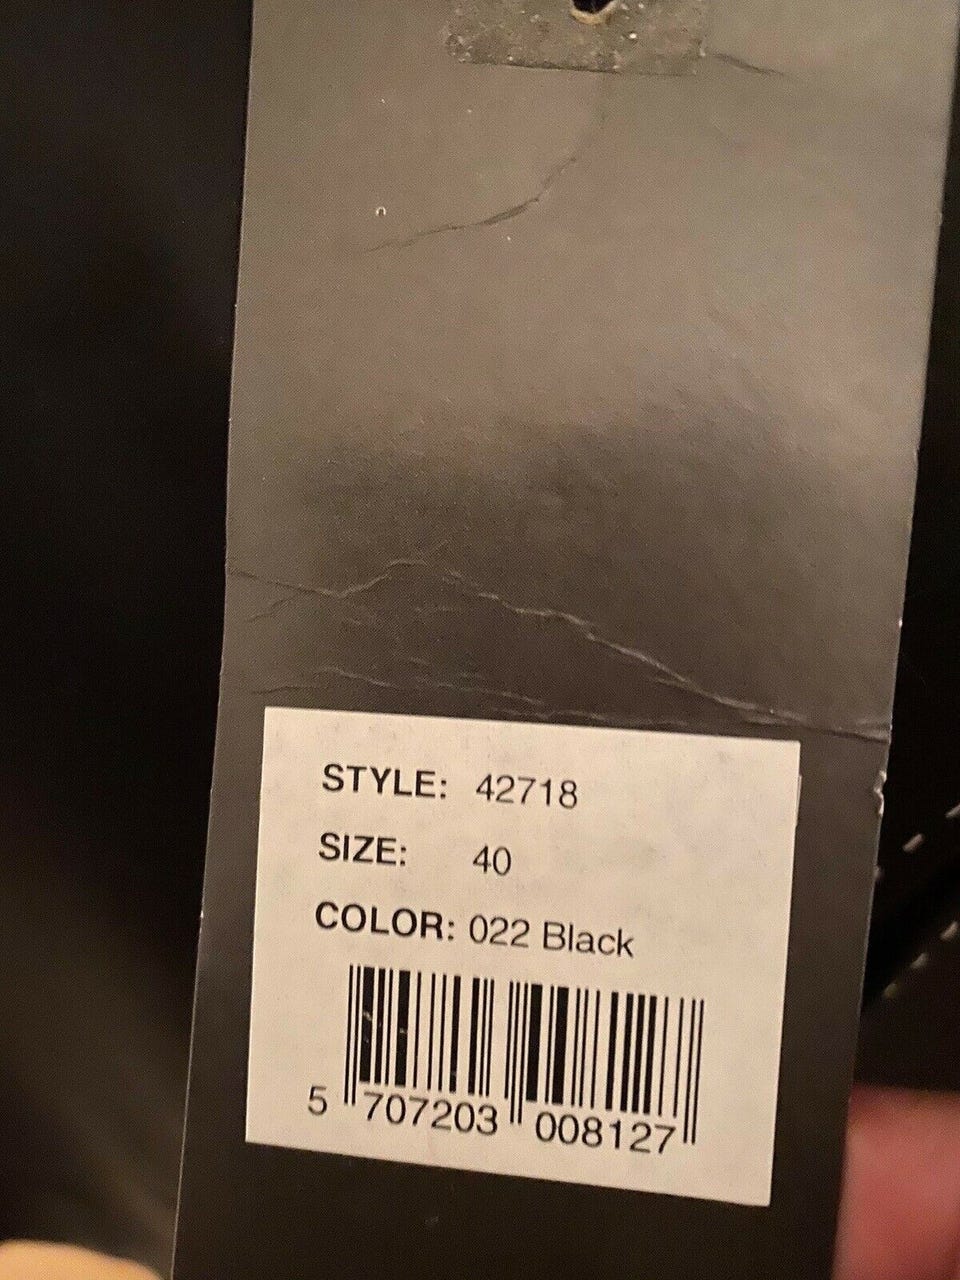 STYLE: 42718
SIZE: 40
COLOR: 022 Black
5 707203 008127